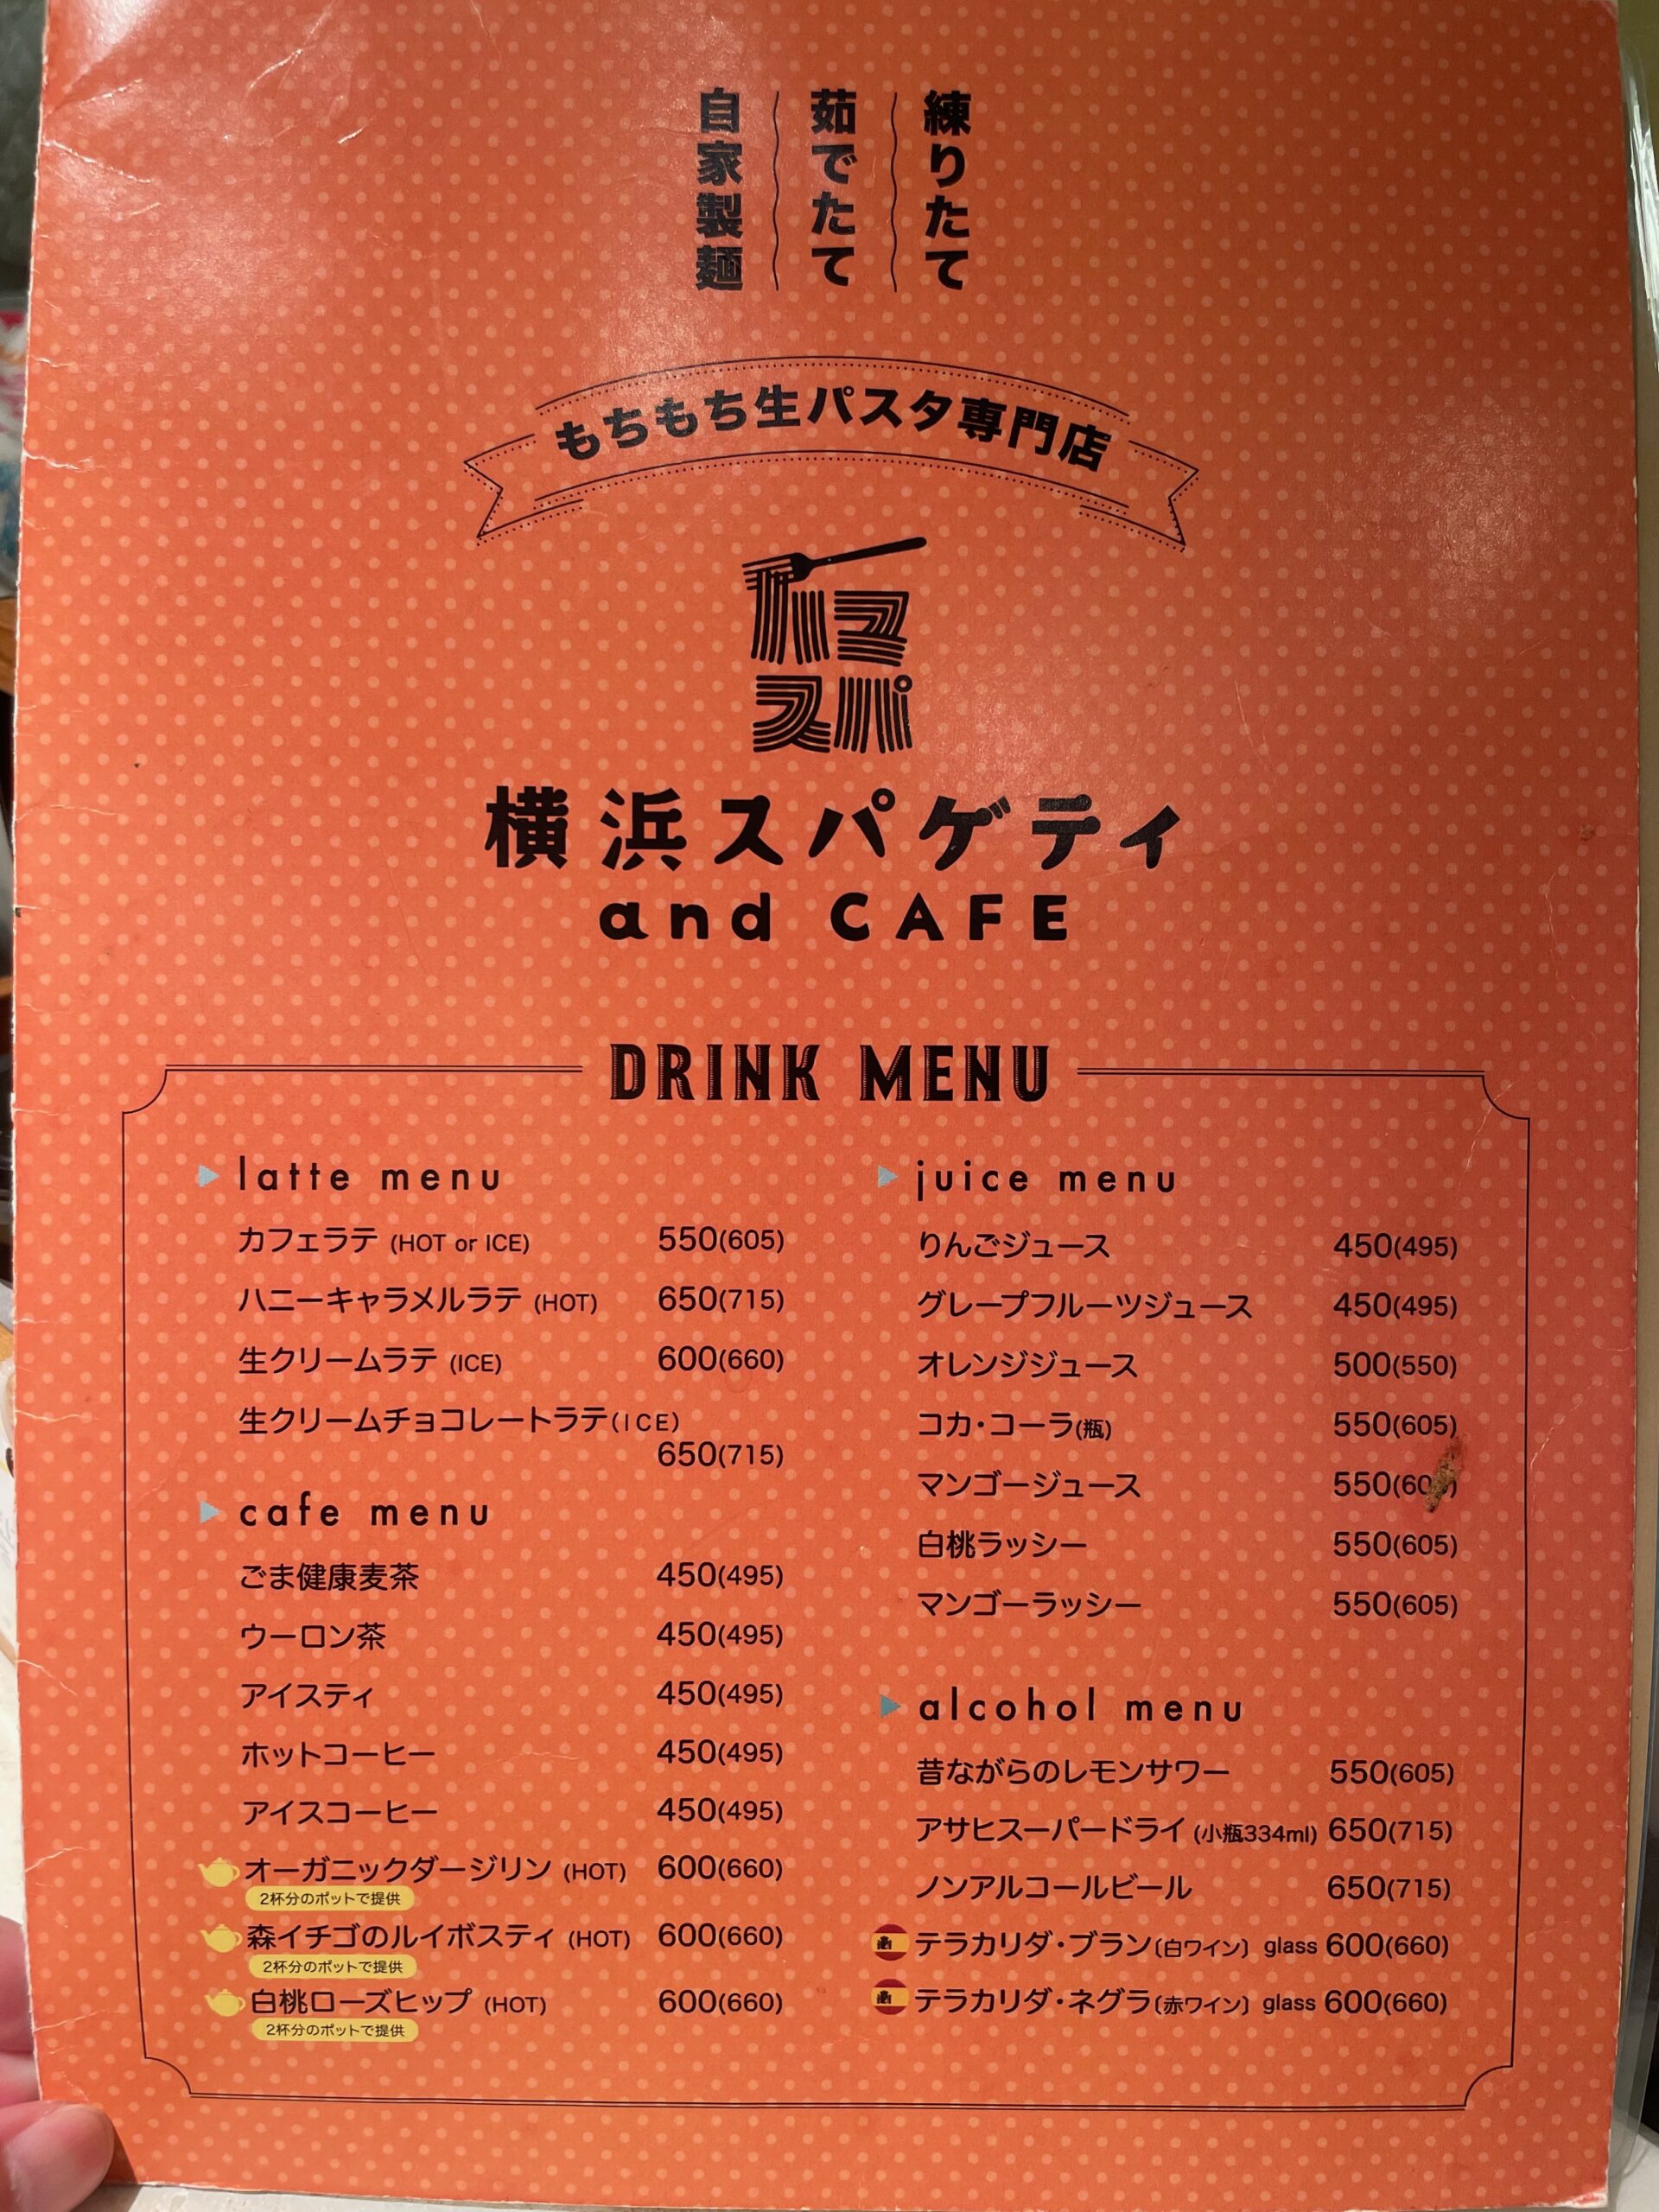 練りたて
茹でたて
自家製麺
もちもち生パスタ専門店
ハマ
スパ
横浜スパゲティ
and CAFE
DRINK MENU
latte menu
カフェラテ (HOT or ICE) 550(605)
ハニーキャラメルラテ (HOT) 650(715)
生クリームラテ (ICE) 600(660)
生クリームチョコレートラテ(ICE)
650(715)
cafe menu
ごま健康麦茶 450(495)
ウーロン茶 450(495)
アイスティ 450(495)
ホットコーヒー 450(495)
アイスコーヒー 450(495)
オーガニックダージリン (HOT) 600(660)
2杯分のポットで提供
森イチゴのルイボスティ (HOT) 600(660)
2杯分のポットで提供
白桃ローズヒップ (HOT) 600(660)
2杯分のポットで提供
juice menu
りんごジュース 450(495)
グレープフルーツジュース 450(495)
オレンジジュース 500(550)
コカ・コーラ(瓶) 550(605)
マンゴージュース 550
白桃ラッシー 550(605)
マンゴーラッシー 550(605)
alcohol menu
昔ながらのレモンサワー 550(605)
アサヒスーパードライ (小瓶334ml) 650(715)
ノンアルコールビール 650(715)
テラカリダ・ブラン〔白ワイン〕 glass 600(660)
テラカリダ・ネグラ〔赤ワイン〕 glass 600(660)